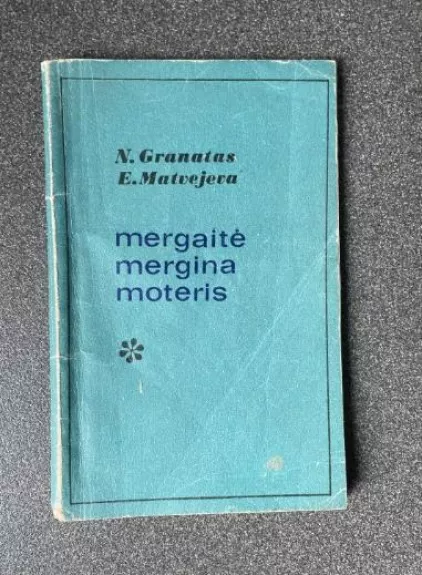 N. Granatas
E. Matvejeva
mergaitė
mergina
moteris